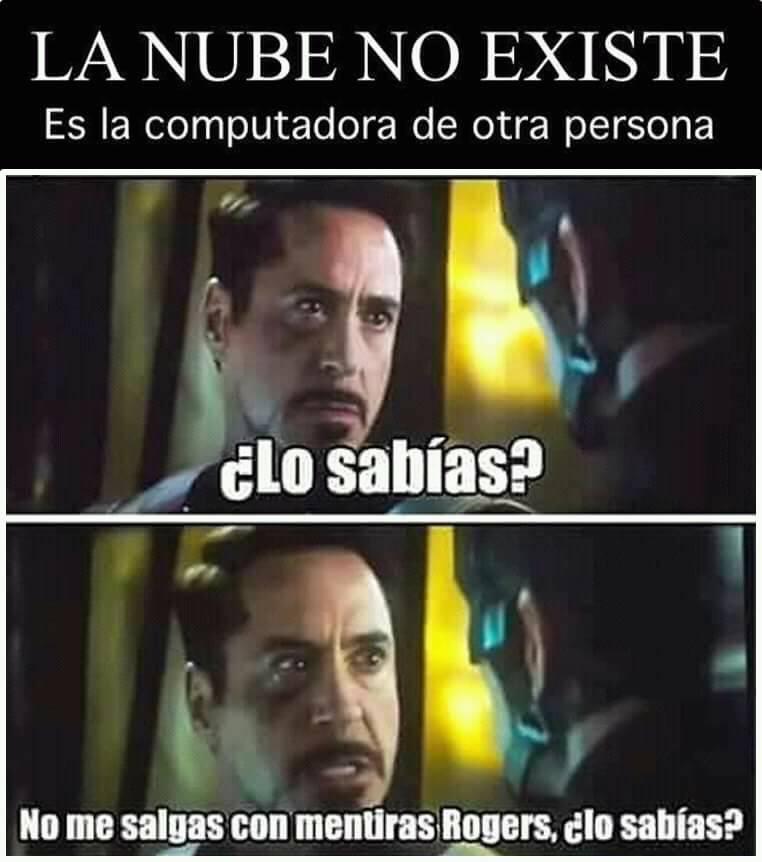 LA NUBE NO EXISTE
Es la computadora de otra persona
¿Lo sabías?
No me salgas con mentiras Rogers, ¿lo sabías?